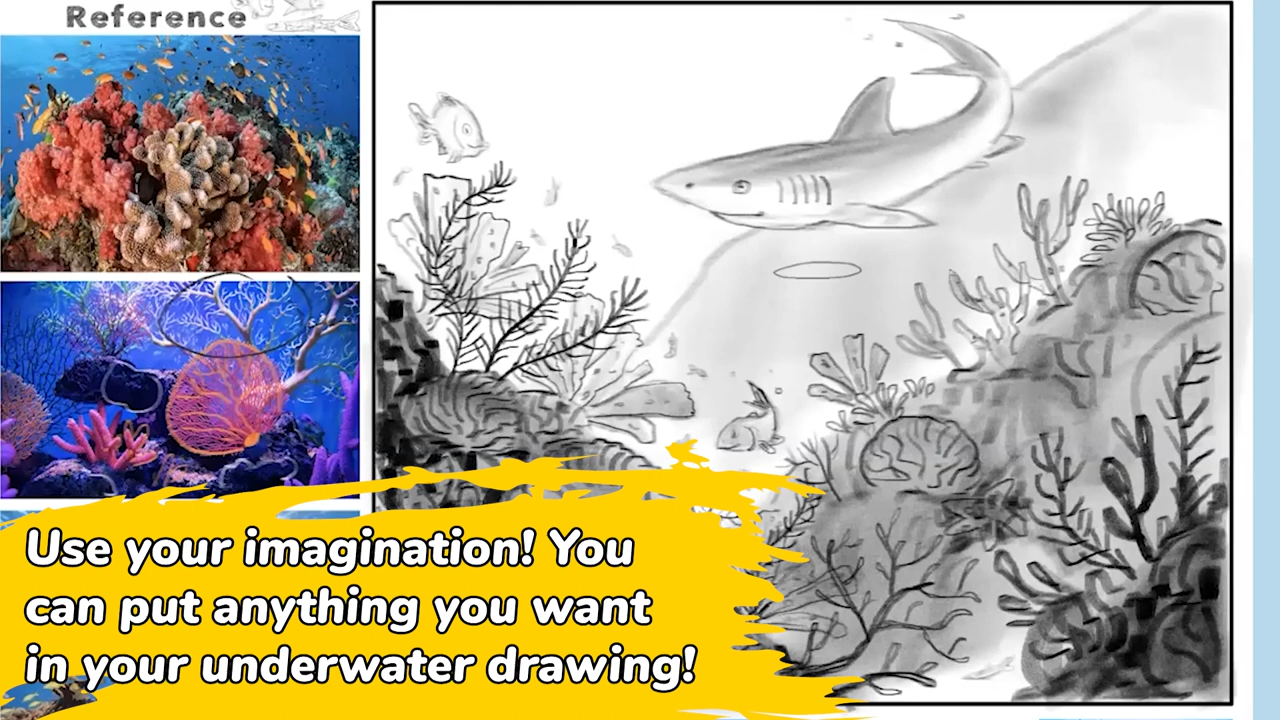 Reference
Use your imagination! You
can put anything you want
in your underwater drawing!